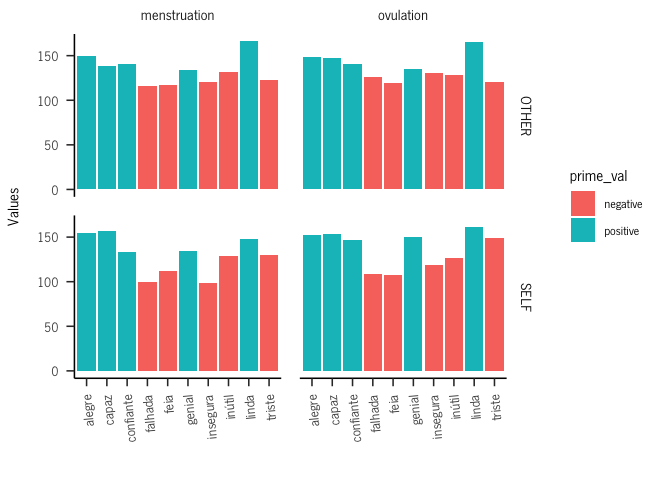 menstruation
ovulation
150
100
50
0
OTHER
150
100
50
0
SELF
Values
alegre
capaz
confiante
falhada
feia
genial
insegura
inútil
linda
triste
alegre
capaz
confiante
falhada
feia
genial
insegura
inútil
linda
triste
prime_val
negative
positive